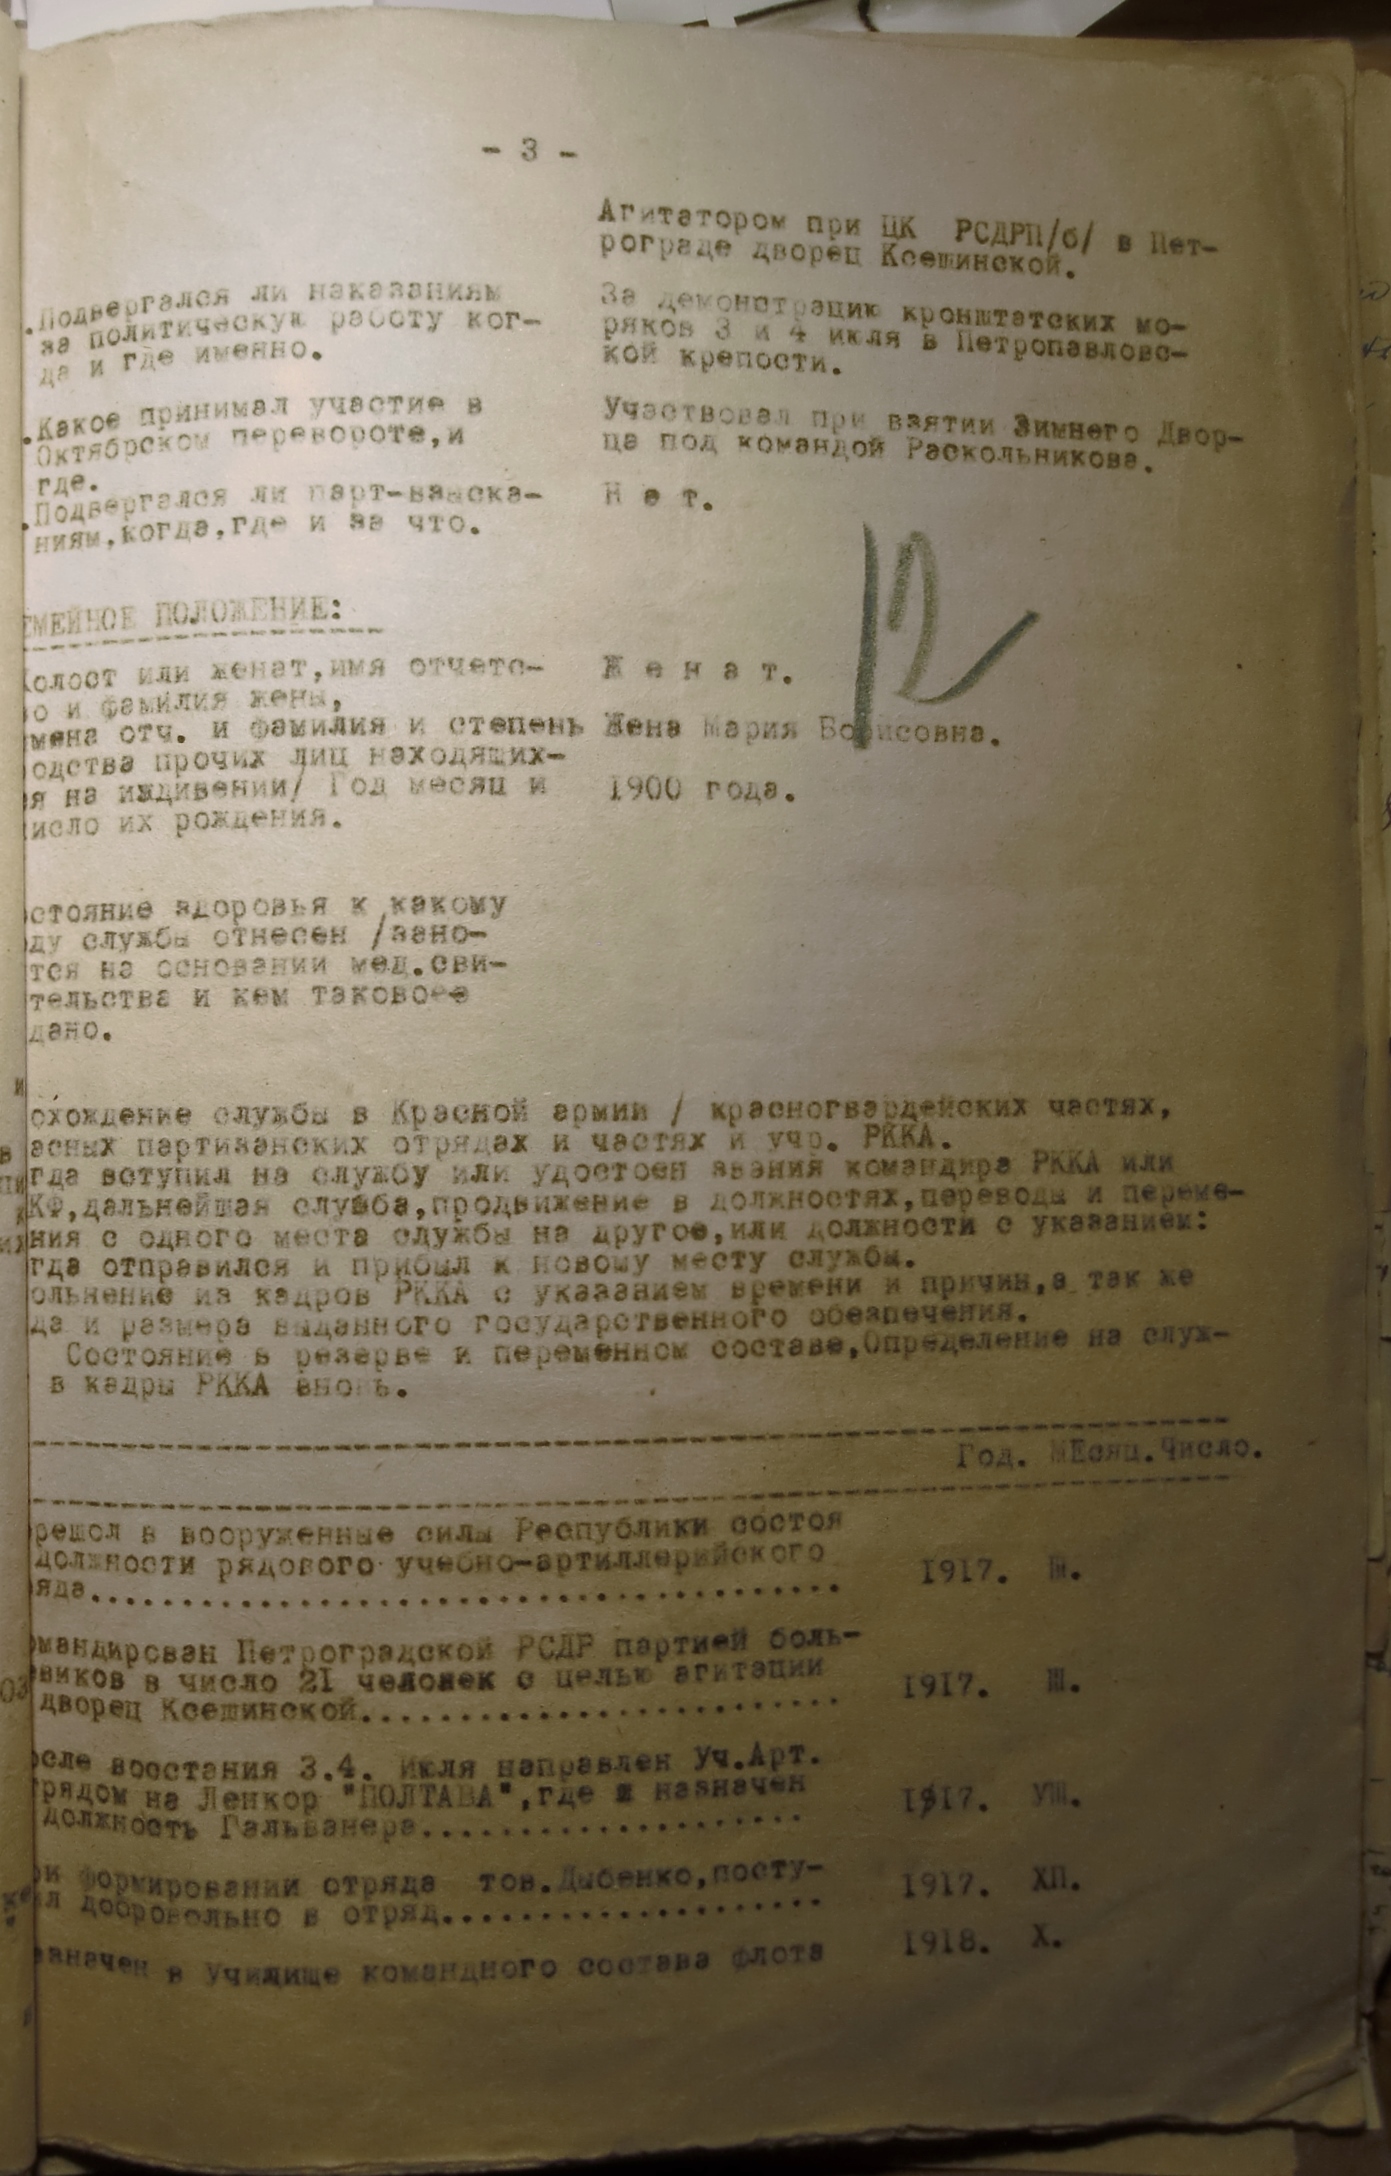 - 3 -
Агитатором при ЦК РСДРП/б/ в Пет-
рограде дворец Ксешинской.
.Подвергался ли наказаниям
за политическую работу ког-
да и где именно.
За демонстрацию кронштатских мо-
ряков 3 и 4 июля в Петропавловс-
кой крепости.
.Какое принимал участие в
Октябрьском перевороте,и
где.
Участвовал при взятии Зимнего Двор-
ца под командой Раскольникова.
.Подвергался ли парт-взыска-
ниям,когда,где и за что.
Н е т.
12
ЕМЕЙНОЕ ПОЛОЖЕНИЕ:
олост или женат,имя отчетс-
во и фамилия жены,
мена отч. и фамилия и степень
одства прочих лиц находящих-
я на иждивении/ Год месяц и
исло их рождения.
Ж е н а т.
Жена Мария Борисовна.
1900 года.
стояние здоровья к какому
ду службы отнесен /зано-
тся на основании мед.сви-
тельства и кем таковое
дано.
охождение службы в Красной армии / красногвардейских частях,
асных партизанских отрядах и частях и учр. РККА.
гда вступил на службу или удостоен звания командира РККА или
КФ,дальнейшая служба,продвижение в должностях,переводы и переме-
ния с одного места службы на другое,или должности с указанием:
гда отправился и прибыл к новому месту службы.
ольнение из кадров РККА с указанием времени и причин,а так же
да и размера выданного государственного обезпечения.
Состояние в резерве и переменном составе,Определение на служ-
в кадры РККА вновь.
Год. МЕсяц.Число.
решол в вооруженные силы Республики состоя
должности рядового учебно-артиллерийского
яда........................................ 1917. Ш.
мандирован Петроградской РСДР партией боль-
виков в число 21 человек с целью агитации
дворец Ксешинской......................... 1917. Ш.
осле восстания 3.4. Июля направлен Уч.Арт.
рядом на Ленкор "ПОЛТАВА",где и назначен
должность Гальванера..................... 1917. УШ.
ри формировании отряда тов.Дыбенко,посту-
ил добровольно в отряд..................... 1917. ХП.
значен в Училище командного состава флота 1918. Х.